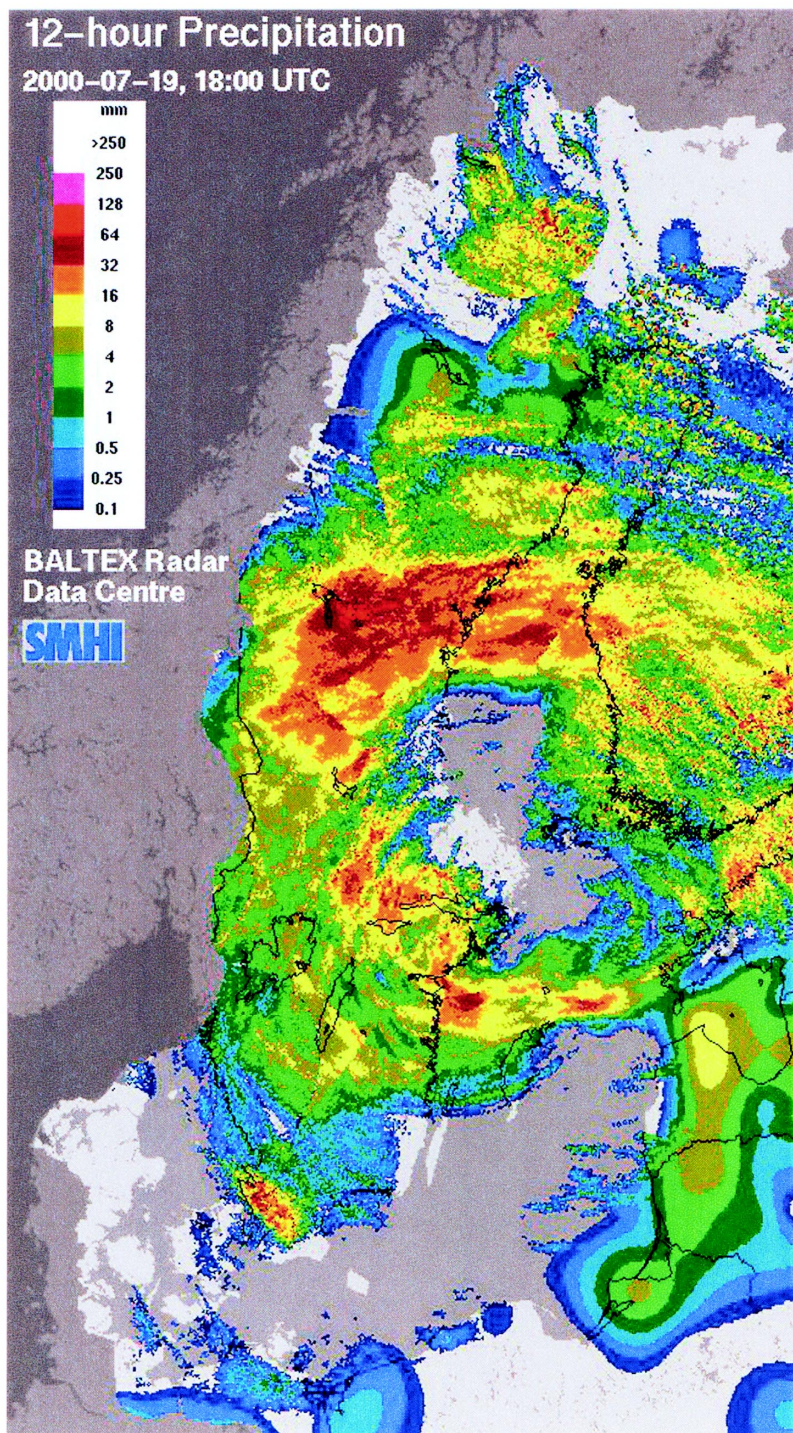 12-hour Precipitation
2000-07-19, 18:00 UTC
mm
>250
250
128
64
32
16
8
4
2
1
0.5
0.25
0.1
BALTEX Radar
Data Centre
SMHI